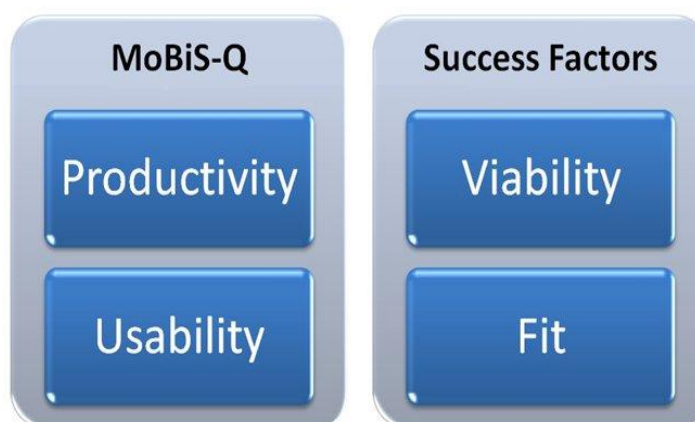 MoBiS-Q
Productivity
Usability
Success Factors
Viability
Fit